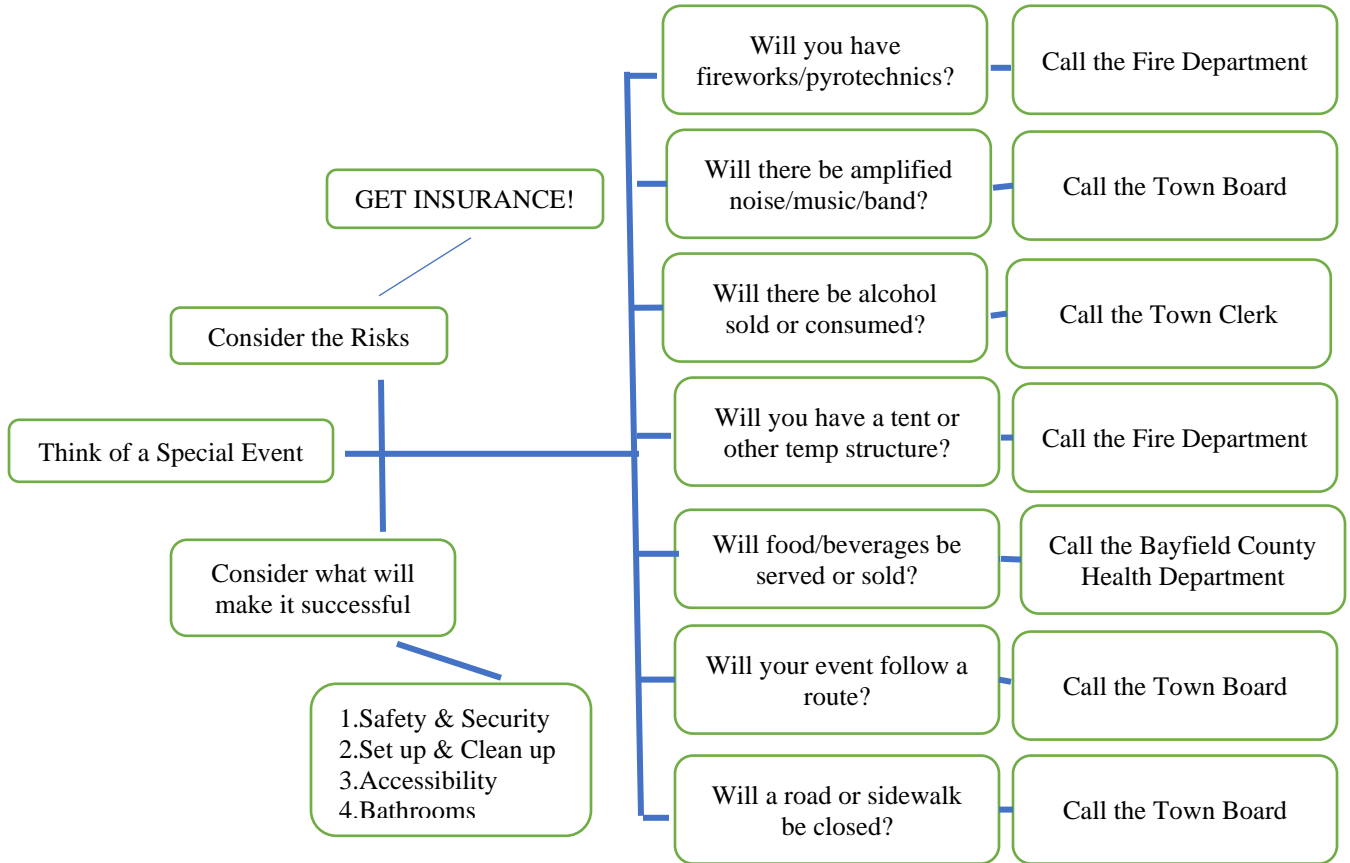 Will you have
fireworks/pyrotechnics?
Call the Fire Department
GET INSURANCE!
Will there be amplified
noise/music/band?
Call the Town Board
Consider the Risks
Will there be alcohol
sold or consumed?
Call the Town Clerk
Think of a Special Event
Will you have a tent or
other temp structure?
Call the Fire Department
Consider what will
make it successful
Will food/beverages be
served or sold?
Call the Bayfield County
Health Department
1.Safety & Security
2.Set up & Clean up
3.Accessibility
4.Bathrooms
Will your event follow a
route?
Call the Town Board
Will a road or sidewalk
be closed?
Call the Town Board